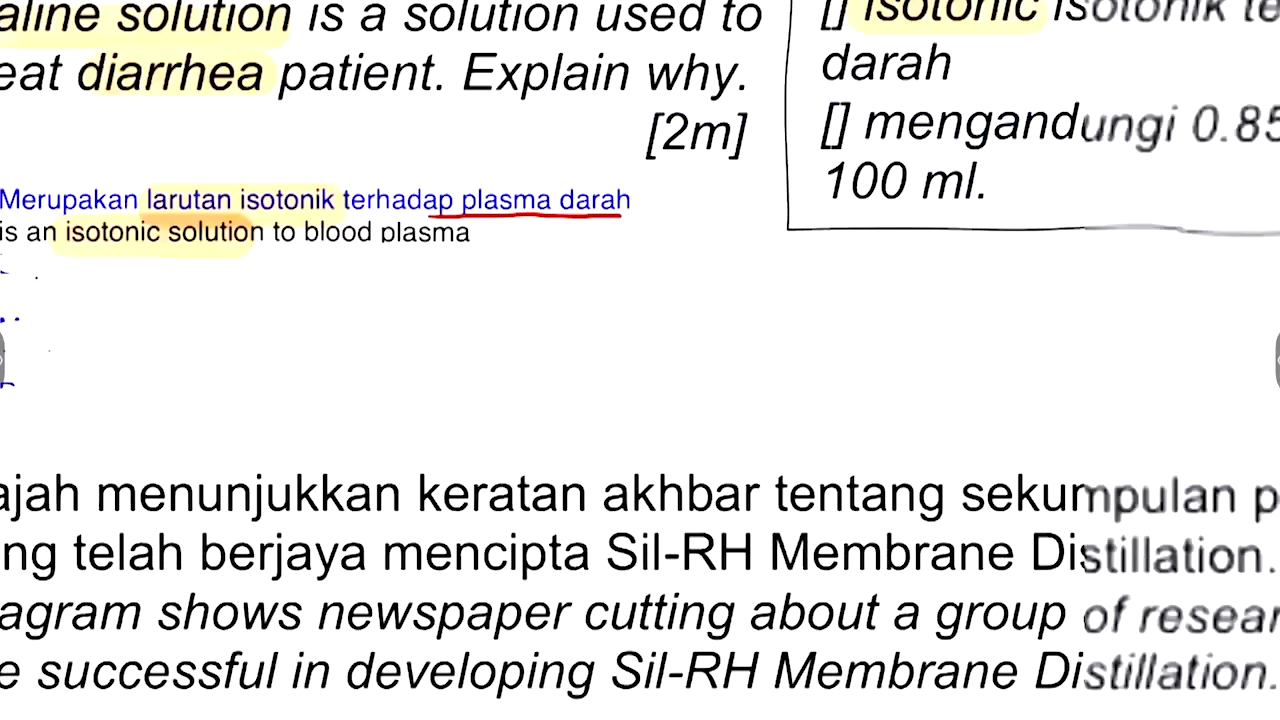 aline solution is a solution used to
eat diarrhea patient. Explain why.
[2m]
Merupakan larutan isotonik terhadap plasma darah
is an isotonic solution to blood plasma
[] isotonic isotonik te
darah
[] mengandungi 0.85
100 ml.
ajah menunjukkan keratan akhbar tentang sekumpulan p
ng telah berjaya mencipta Sil-RH Membrane Distillation.
agram shows newspaper cutting about a group of resear
e successful in developing Sil-RH Membrane Distillation.